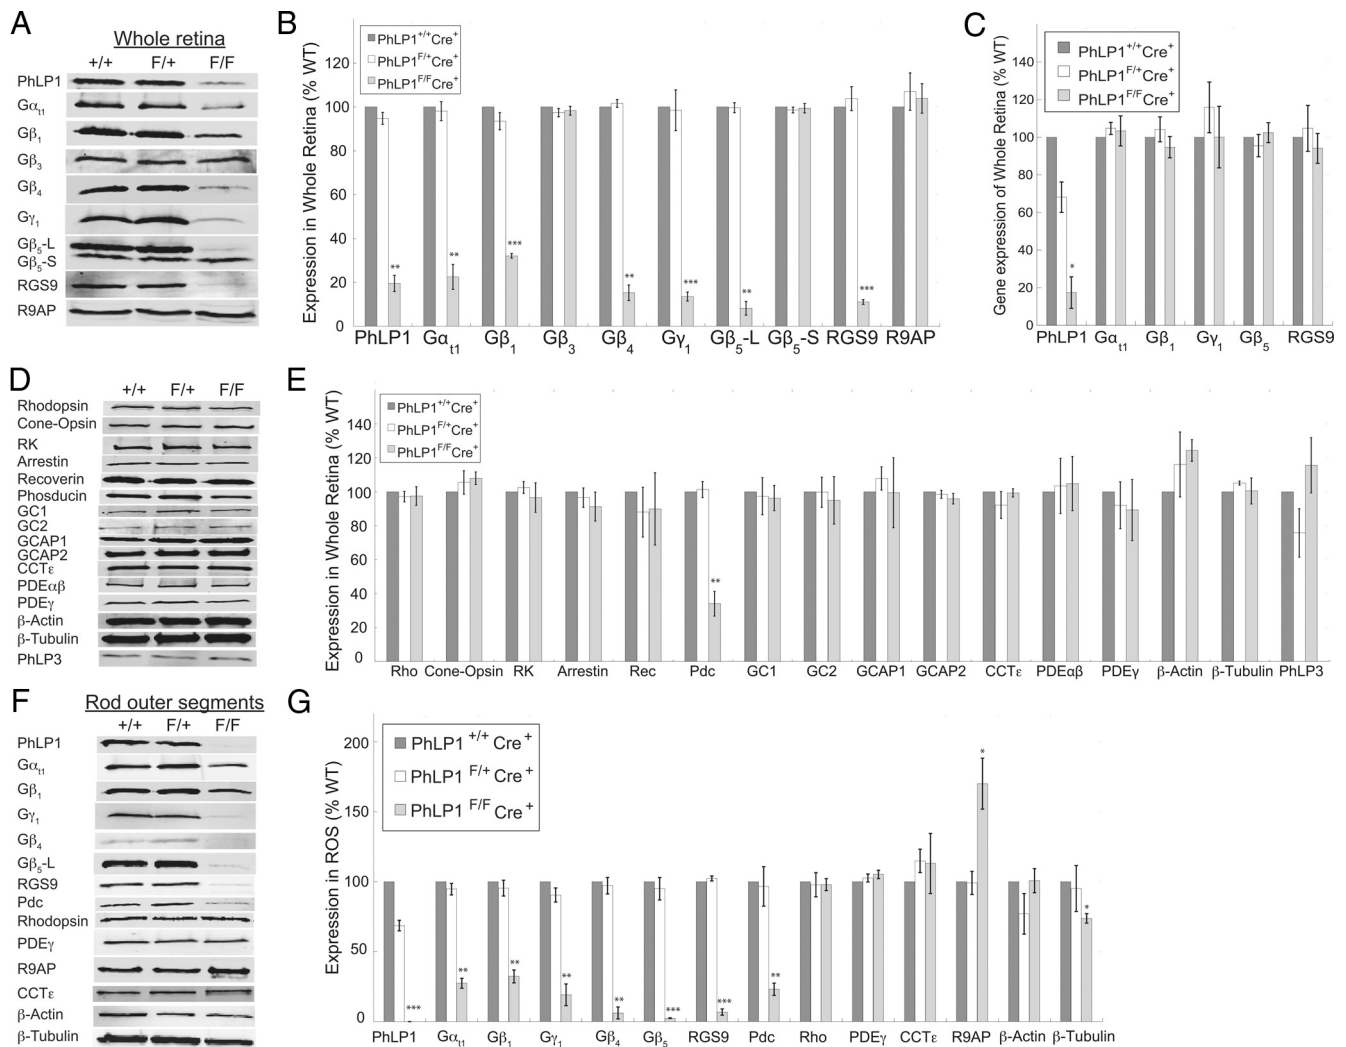 A
Whole retina
+/+ F/+ F/F
PhLP1
Gαt1
Gβ1
Gβ3
Gβ4
Gγ1
Gβ5-L
Gβ5-S
RGS9
R9AP
B
Expression in Whole Retina (% WT)
PhLP1+/+Cre+
PhLP1F/+Cre+
PhLP1F/FCre+
120
100
80
60
40
20
0
** ** *** ** *** ** ***
PhLP1 Gαt1 Gβ1 Gβ3 Gβ4 Gγ1 Gβ5-L Gβ5-S RGS9 R9AP
C
Gene expression of Whole Retina (% WT)
PhLP1+/+Cre+
PhLP1F/+Cre+
PhLP1F/FCre+
140
120
100
80
60
40
20
0
*
PhLP1 Gαt1 Gβ1 Gγ1 Gβ5 RGS9
D
+/+ F/+ F/F
Rhodopsin
Cone-Opsin
RK
Arrestin
Recoverin
Phosducin
GC1
GC2
GCAP1
GCAP2
CCTε
PDEαβ
PDEγ
β-Actin
β-Tubulin
PhLP3
E
Expression in Whole Retina (% WT)
PhLP1+/+Cre+
PhLP1F/+Cre+
PhLP1F/FCre+
140
120
100
80
60
40
20
0
**
Rho Cone-Opsin RK Arrestin Rec Pdc GC1 GC2 GCAP1 GCAP2 CCTε PDEαβ PDEγ β-Actin β-Tubulin PhLP3
F
Rod outer segments
+/+ F/+ F/F
PhLP1
Gαt1
Gβ1
Gγ1
Gβ4
Gβ5-L
RGS9
Pdc
Rhodopsin
PDEγ
R9AP
CCTε
β-Actin
β-Tubulin
G
Expression in ROS (% WT)
PhLP1 +/+ Cre+
PhLP1 F/+ Cre+
PhLP1 F/F Cre+
200
150
100
50
0
*** ** ** ** ** *** *** ** * *
PhLP1 Gαt1 Gβ1 Gγ1 Gβ4 Gβ5 RGS9 Pdc Rho PDEγ CCTε R9AP β-Actin β-Tubulin